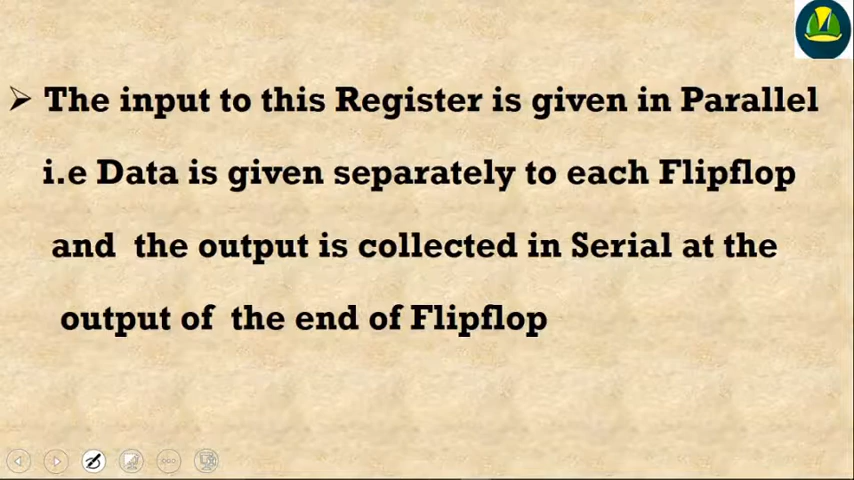 ➢ The input to this Register is given in Parallel
i.e Data is given separately to each Flipflop
and the output is collected in Serial at the
output of the end of Flipflop